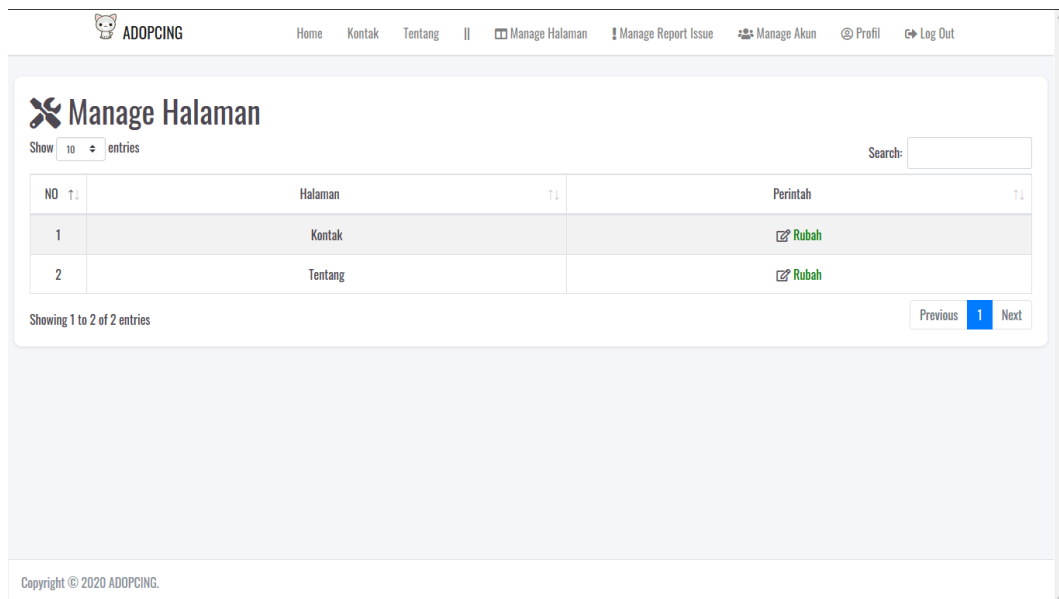 ADOPCING Home Kontak Tentang || Manage Halaman Manage Report Issue Manage Akun Profil Log Out
Manage Halaman
Show 10 entries Search:
NO Halaman Perintah
1 Kontak Rubah
2 Tentang Rubah
Showing 1 to 2 of 2 entries Previous 1 Next
Copyright © 2020 ADOPCING.